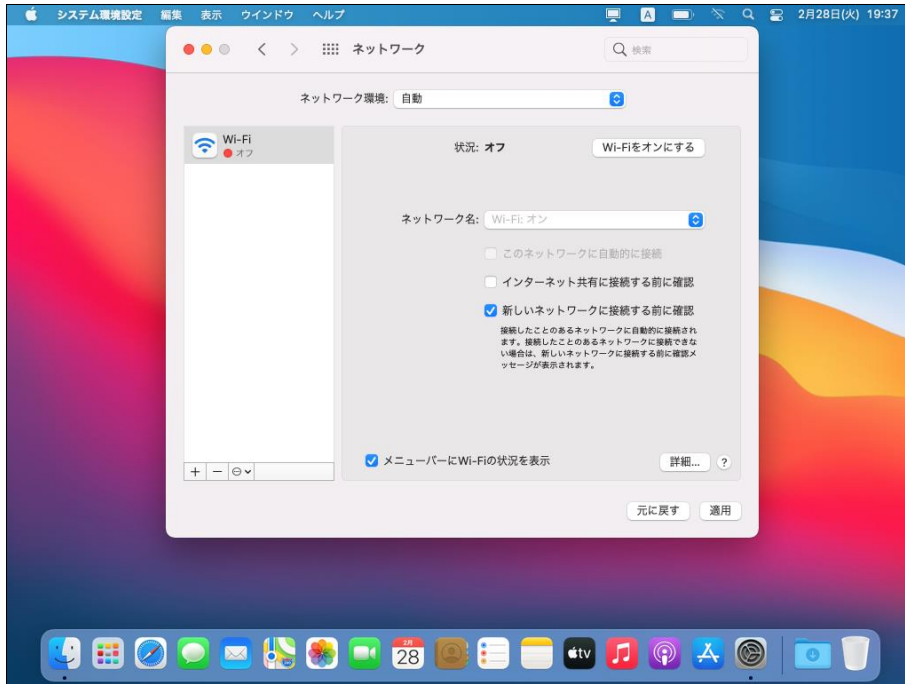 システム環境設定 編集 表示 ウインドウ ヘルプ A 2月28日(火) 19:37
ネットワーク 検索
ネットワーク環境: 自動
Wi-Fi
オフ
状況: オフ Wi-Fiをオンにする
ネットワーク名: Wi-Fi: オン
このネットワークに自動的に接続
インターネット共有に接続する前に確認
新しいネットワークに接続する前に確認
接続したことのあるネットワークに自動的に接続され
ます。接続したことのあるネットワークに接続できな
い場合は、新しいネットワークに接続する前に確認メ
ッセージが表示されます。
メニューバーにWi-Fiの状況を表示 詳細... ?
元に戻す 適用
2月
28
tv